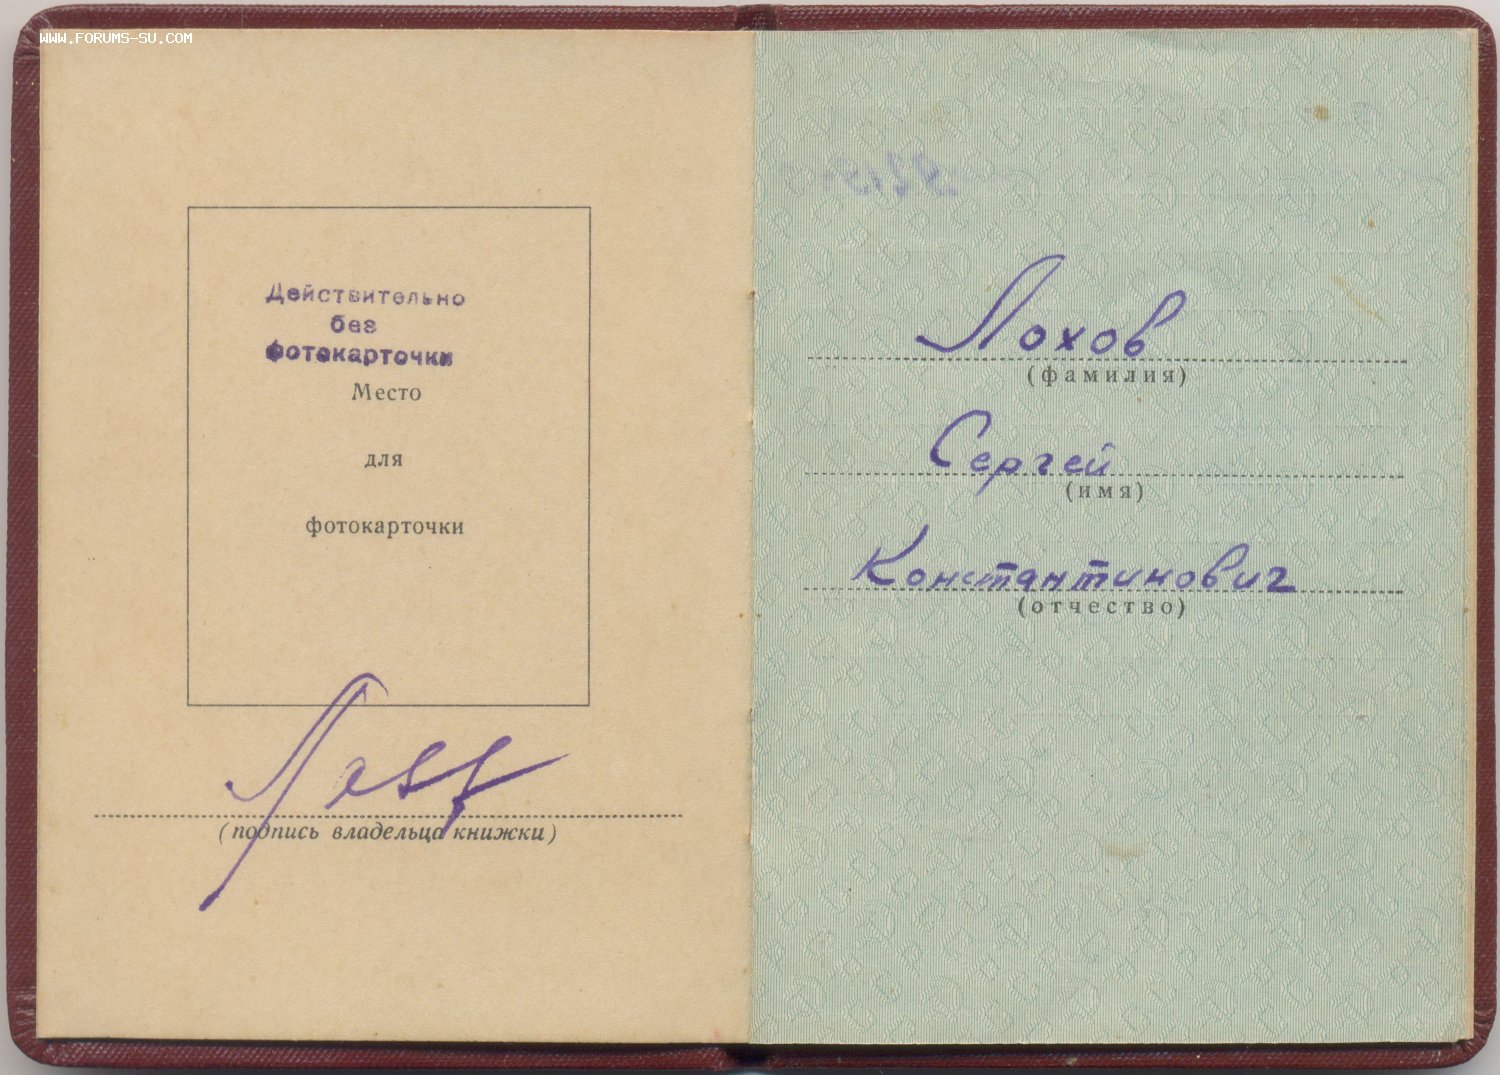 WWW.FORUMS-SU.COM
Действительно
без
фотокарточки
Место
для
фотокарточки
(подпись владельца книжки)
Лохов
(фамилия)
Сергей
(имя)
Константинович
(отчество)